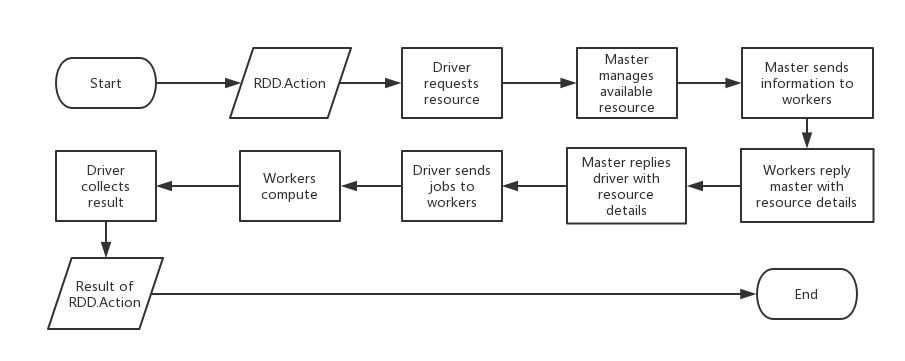 Start
RDD.Action
Driver
requests
resource
Master
manages
available
resource
Master sends
information to
workers
Workers reply
master with
resource details
Master replies
driver with
resource
details
Driver sends
jobs to
workers
Workers
compute
Driver
collects
result
Result of
RDD.Action
End